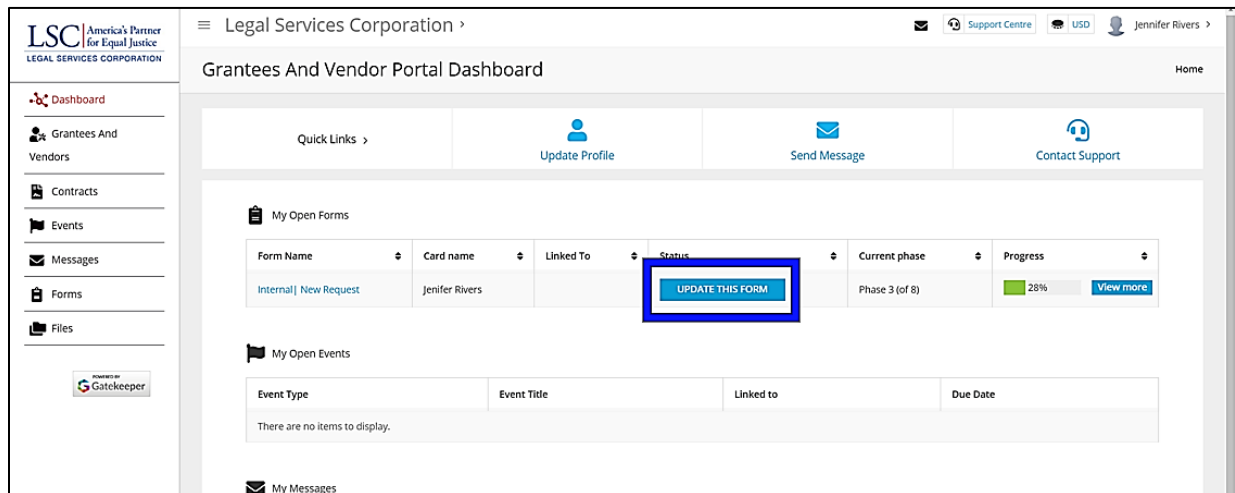 LSC America's Partner
for Equal Justice
LEGAL SERVICES CORPORATION
Legal Services Corporation ›
Support Centre
USD
Jennifer Rivers >
Grantees And Vendor Portal Dashboard
Home
Dashboard
Grantees And
Vendors
Contracts
Events
Messages
Forms
Files
POWERED BY
Gatekeeper
Quick Links >
Update Profile
Send Message
Contact Support
My Open Forms
Form Name Card name Linked To Status Current phase Progress
Internal| New Request Jenifer Rivers UPDATE THIS FORM Phase 3 (of 8) 28% View more
My Open Events
Event Type Event Title Linked to Due Date
There are no items to display.
My Messages